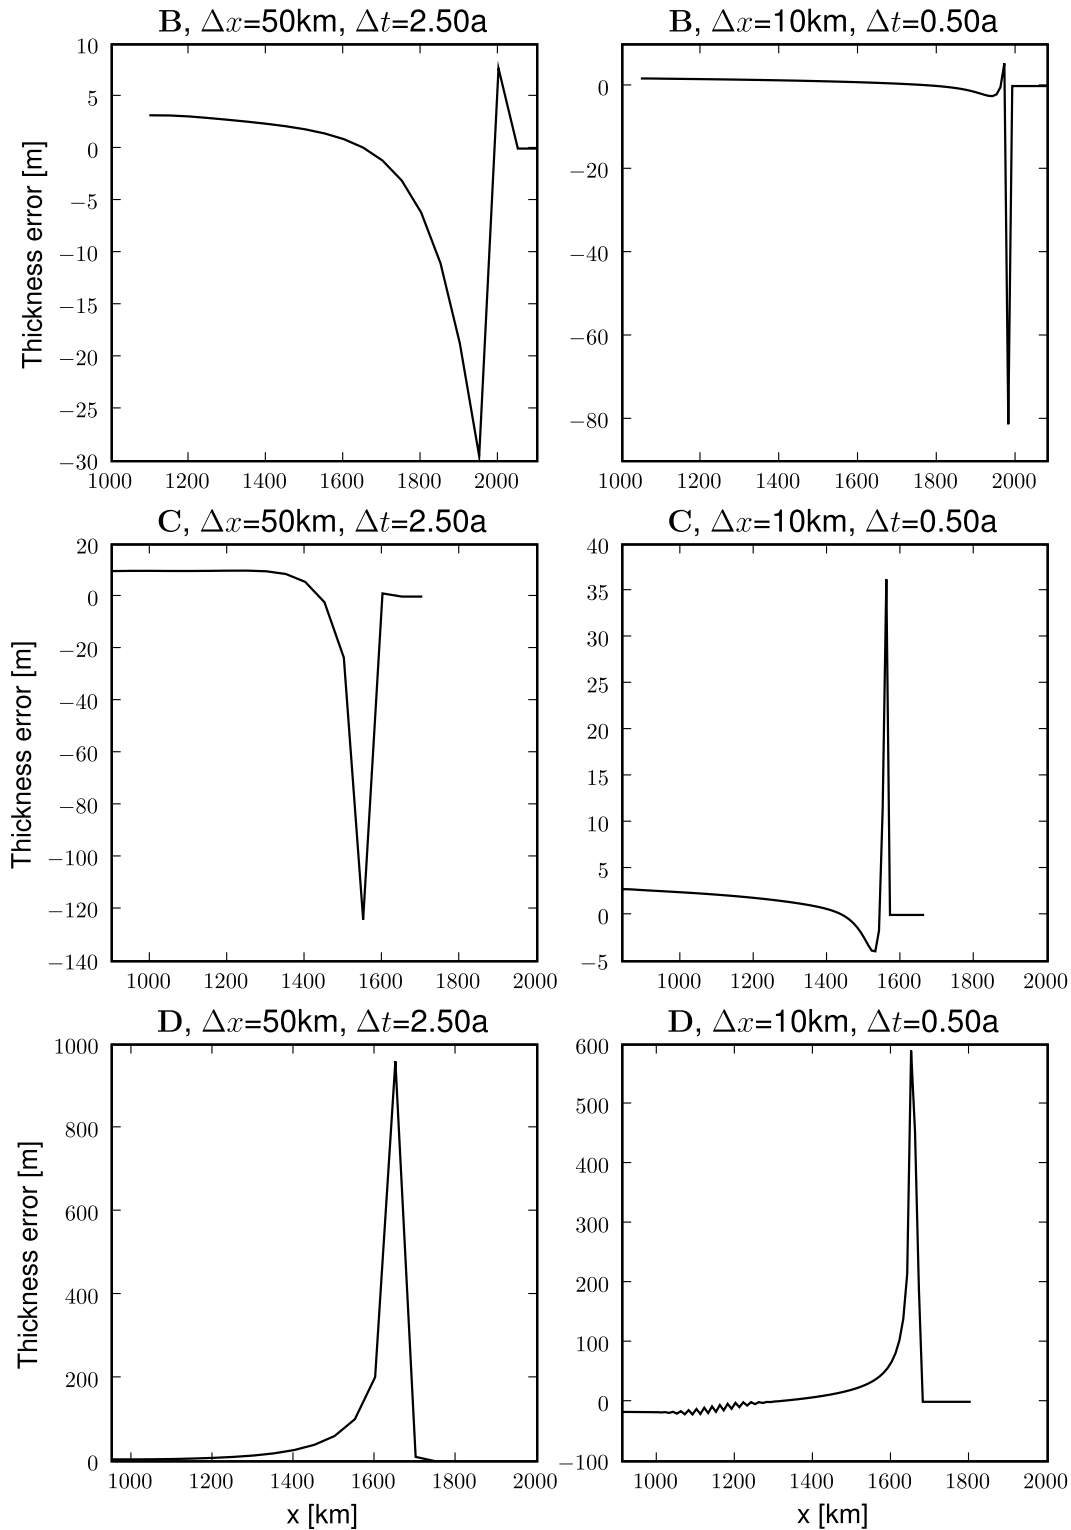 B, Δx=50km, Δt=2.50a
B, Δx=10km, Δt=0.50a
Thickness error [m]
10
5
0
−5
−10
−15
−20
−25
−30
1000 1200 1400 1600 1800 2000
0
−20
−40
−60
−80
1000 1200 1400 1600 1800 2000
C, Δx=50km, Δt=2.50a
C, Δx=10km, Δt=0.50a
Thickness error [m]
20
0
−20
−40
−60
−80
−100
−120
−140
1000 1200 1400 1600 1800 2000
40
35
30
25
20
15
10
5
0
−5
1000 1200 1400 1600 1800 2000
D, Δx=50km, Δt=2.50a
D, Δx=10km, Δt=0.50a
Thickness error [m]
1000
800
600
400
200
0
1000 1200 1400 1600 1800 2000
x [km]
600
500
400
300
200
100
0
−100
1000 1200 1400 1600 1800 2000
x [km]